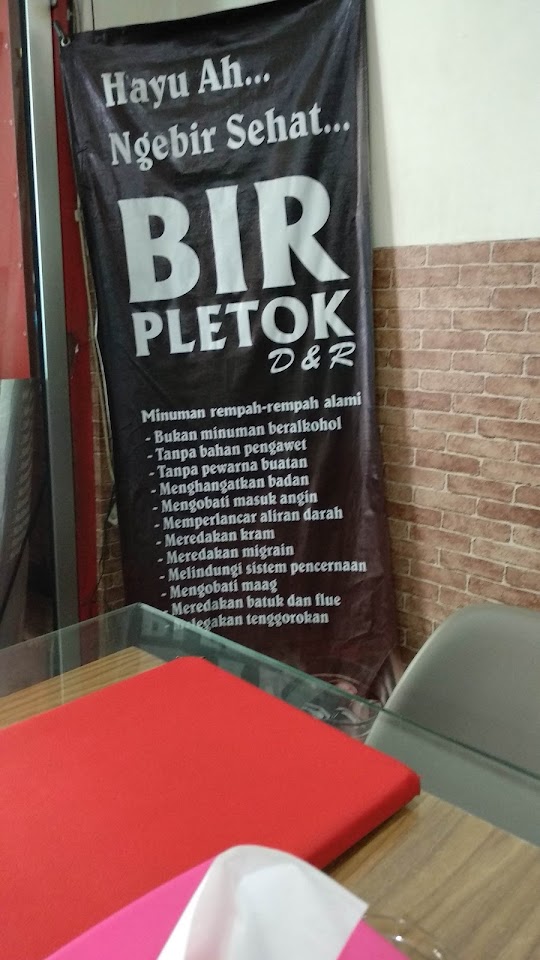 Hayu Ah...
Ngebir Sehat...
BIR
PLETOK
D & R
Minuman rempah-rempah alami
- Bukan minuman beralkohol
- Tanpa bahan pengawet
- Tanpa pewarna buatan
- Menghangatkan badan
- Mengobati masuk angin
- Memperlancar aliran darah
- Meredakan kram
- Meredakan migrain
- Melindungi sistem pencernaan
- Mengobati maag
- Meredakan batuk dan flue
- Melegakan tenggorokan